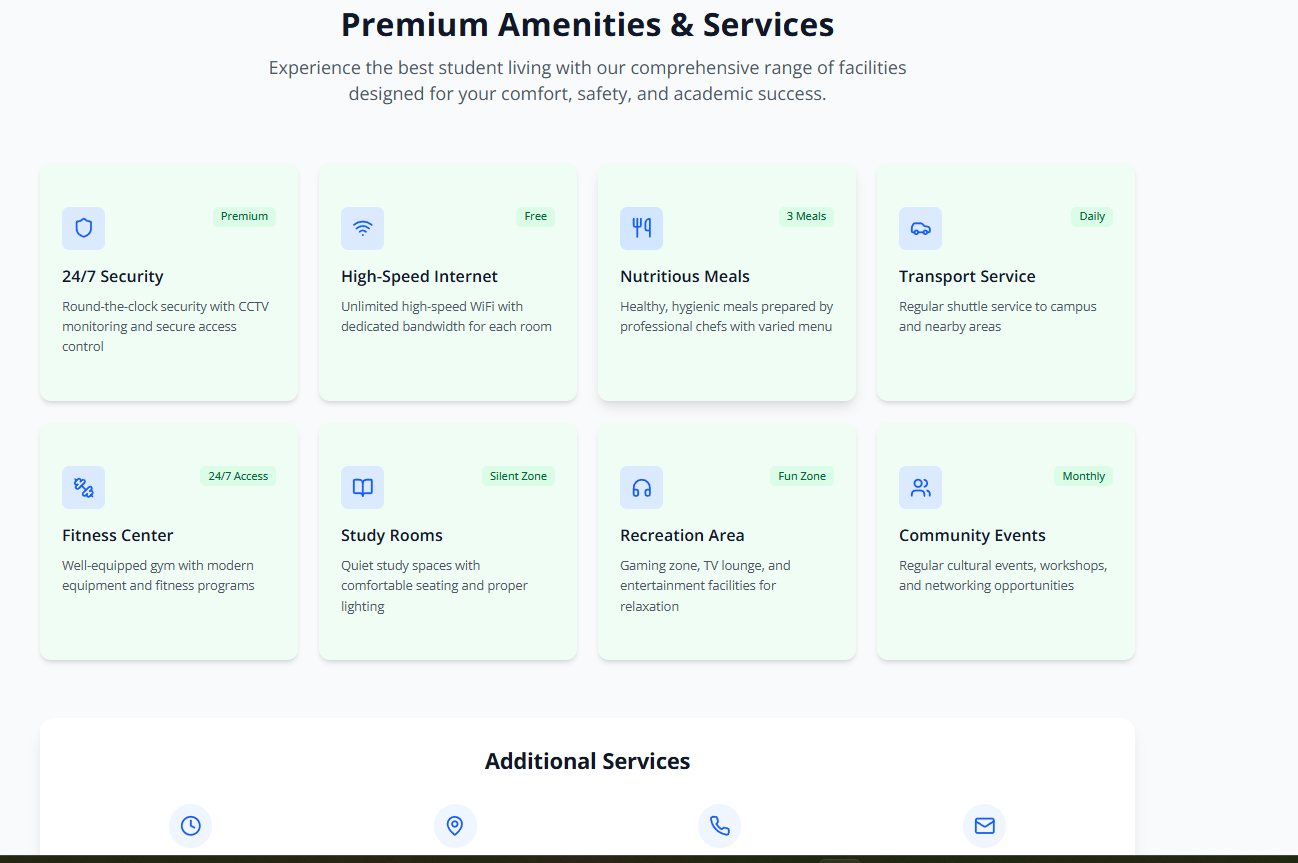 Premium Amenities & Services
Experience the best student living with our comprehensive range of facilities
designed for your comfort, safety, and academic success.
Premium
24/7 Security
Round-the-clock security with CCTV
monitoring and secure access
control
Free
High-Speed Internet
Unlimited high-speed WiFi with
dedicated bandwidth for each room
3 Meals
Nutritious Meals
Healthy, hygienic meals prepared by
professional chefs with varied menu
Daily
Transport Service
Regular shuttle service to campus
and nearby areas
24/7 Access
Fitness Center
Well-equipped gym with modern
equipment and fitness programs
Silent Zone
Study Rooms
Quiet study spaces with
comfortable seating and proper
lighting
Fun Zone
Recreation Area
Gaming zone, TV lounge, and
entertainment facilities for
relaxation
Monthly
Community Events
Regular cultural events, workshops,
and networking opportunities
Additional Services